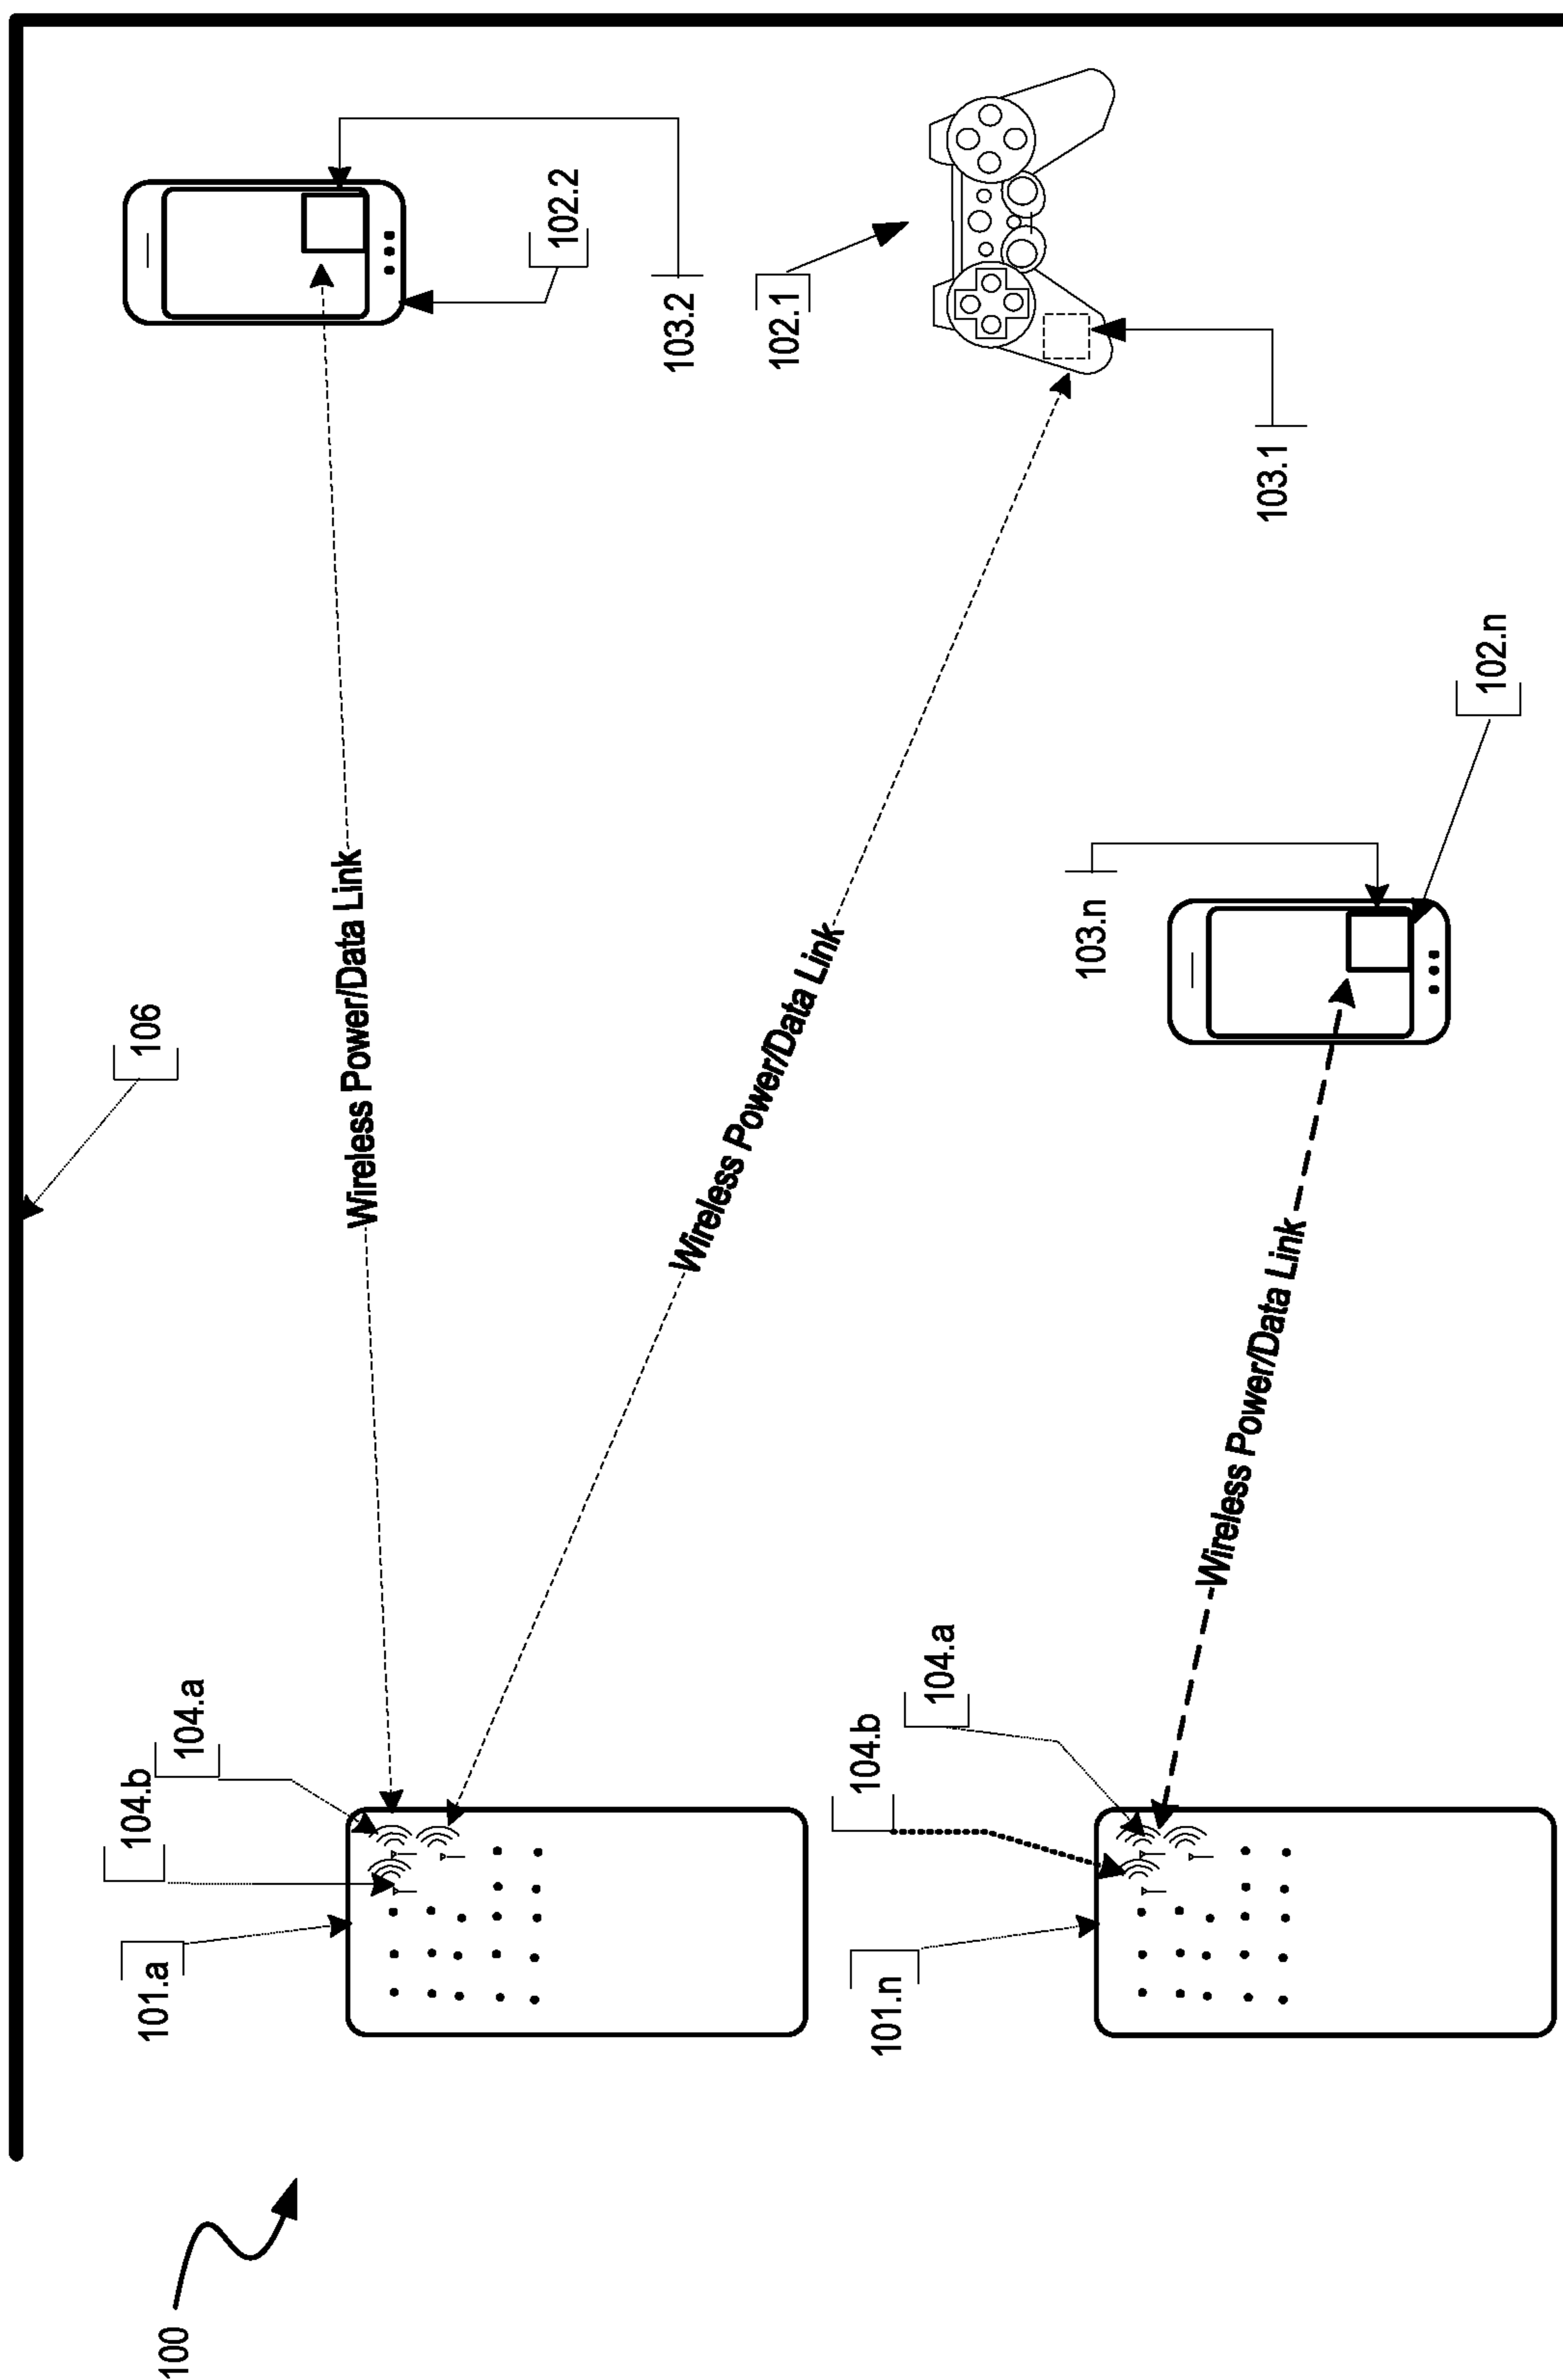 100
101.a
104.b
104.a
106
Wireless Power/Data Link
102.2
103.2
Wireless Power/Data Link
102.1
101.n
104.b
104.a
103.n
Wireless Power/Data Link
103.1
102.n